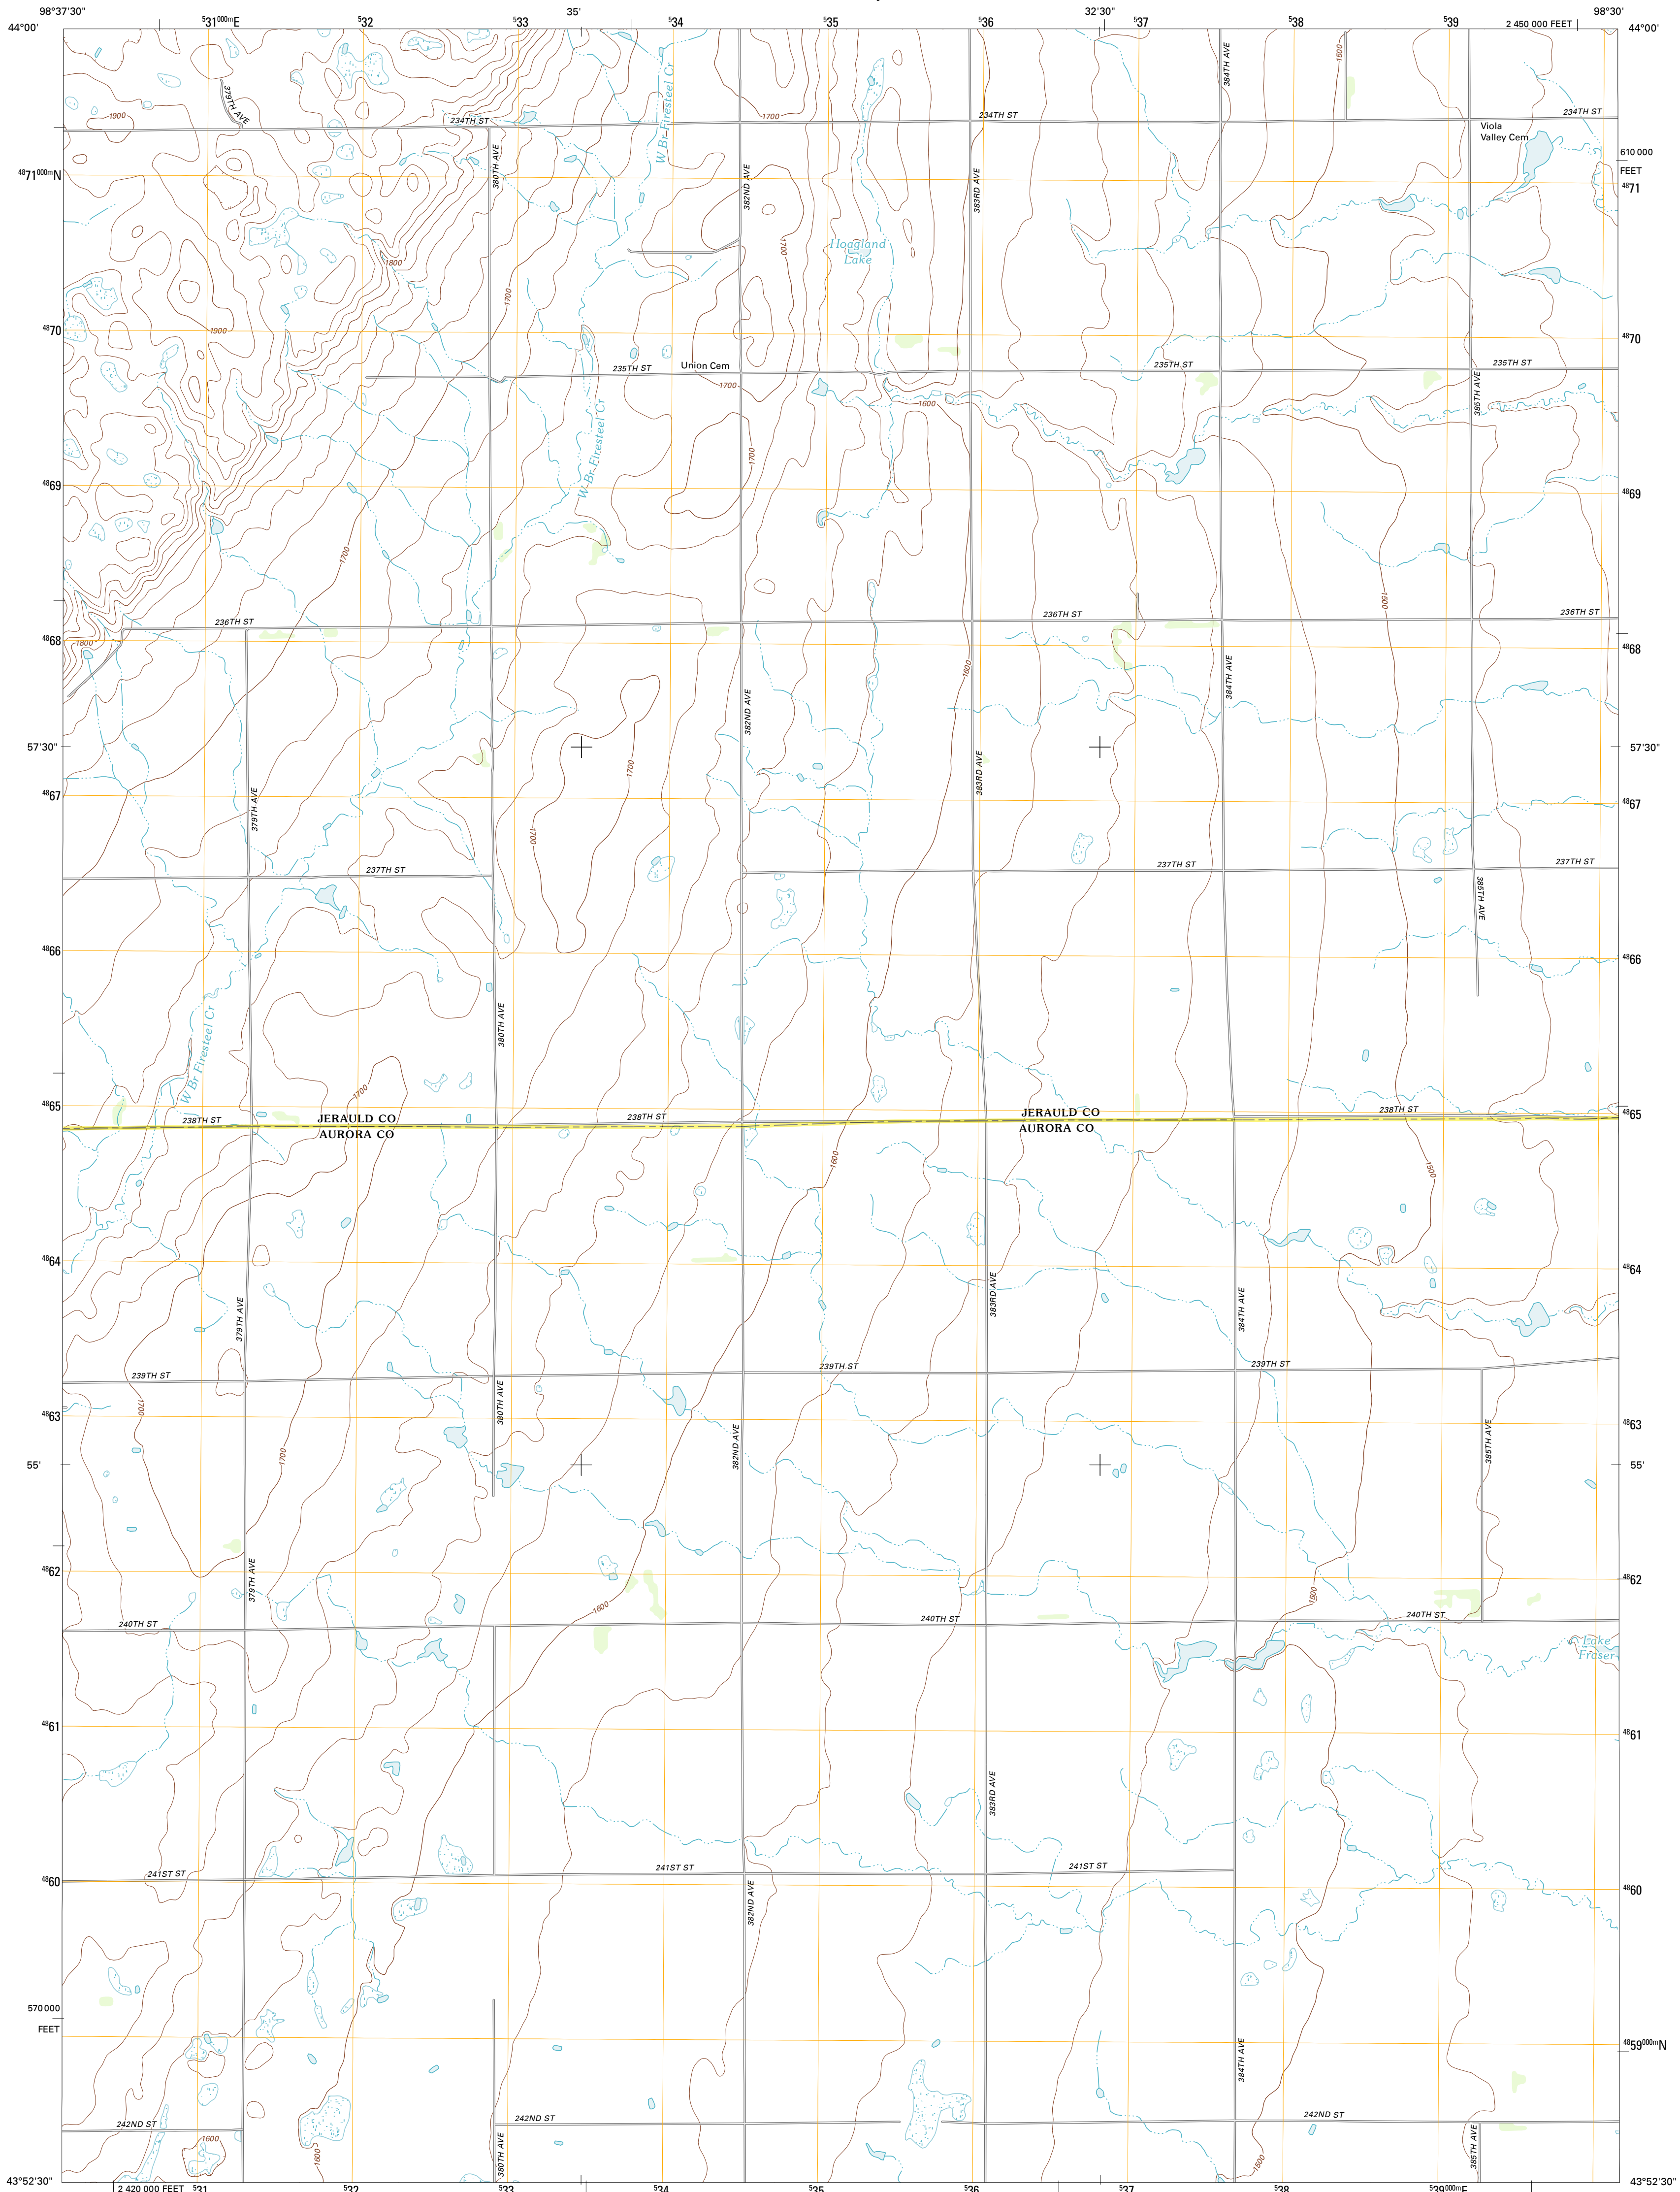 98°37'30"
⁵31⁰⁰⁰ᵐE
⁵32
⁵33
35'
⁵34
⁵35
⁵36
32'30"
⁵37
⁵38
⁵39
2 450 000 FEET
98°30'
44°00'
44°00'
384TH AVE
1500
W Br Firesteel Cr
379TH AVE
1900
234TH ST
1700
234TH ST
234TH ST
Viola
Valley Cem
610 000
FEET
380TH AVE
382ND AVE
383RD AVE
⁴⁸71⁰⁰⁰ᵐN
⁴⁸71
1700
Hoagland
Lake
1800
1700
1900
⁴⁸70
⁴⁸70
235TH ST
Union Cem
235TH ST
235TH ST
1700
385TH AVE
1600
W Br Firesteel Cr
1700
⁴⁸69
⁴⁸69
1700
1500
236TH ST
236TH ST
236TH ST
⁴⁸68
1800
⁴⁸68
1600
384TH AVE
382ND AVE
57'30"
57'30"
1700
383RD AVE
⁴⁸67
⁴⁸67
379TH AVE
1700
237TH ST
237TH ST
237TH ST
385TH AVE
⁴⁸66
⁴⁸66
W Br Firesteel Cr
380TH AVE
1700
⁴⁸65
⁴⁸65
238TH ST
JERAULD CO
AURORA CO
238TH ST
JERAULD CO
AURORA CO
238TH ST
1600
1500
⁴⁸64
⁴⁸64
379TH AVE
383RD AVE
384TH AVE
239TH ST
239TH ST
239TH ST
1700
380TH AVE
⁴⁸63
⁴⁸63
1700
382ND AVE
385TH AVE
55'
55'
⁴⁸62
⁴⁸62
379TH AVE
1600
1500
240TH ST
240TH ST
240TH ST
Lake
Fraser
⁴⁸61
⁴⁸61
383RD AVE
241ST ST
241ST ST
241ST ST
⁴⁸60
⁴⁸60
382ND AVE
570 000
FEET
⁴⁸59⁰⁰⁰ᵐN
384TH AVE
242ND ST
242ND ST
242ND ST
1600
1600
380TH AVE
1500
385TH AVE
43°52'30"
43°52'30"
2 420 000 FEET
⁵31
⁵32
⁵33
⁵34
⁵35
⁵36
⁵37
⁵38
⁵39⁰⁰⁰ᵐE